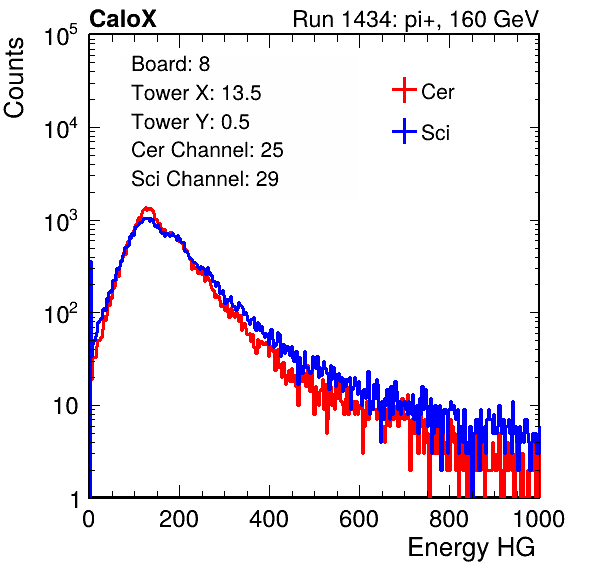 CaloX Run 1434: pi+, 160 GeV
Counts
10^5
10^4
10^3
10^2
10
1
Board: 8
Tower X: 13.5
Tower Y: 0.5
Cer Channel: 25
Sci Channel: 29
Cer
Sci
0 200 400 600 800 1000
Energy HG